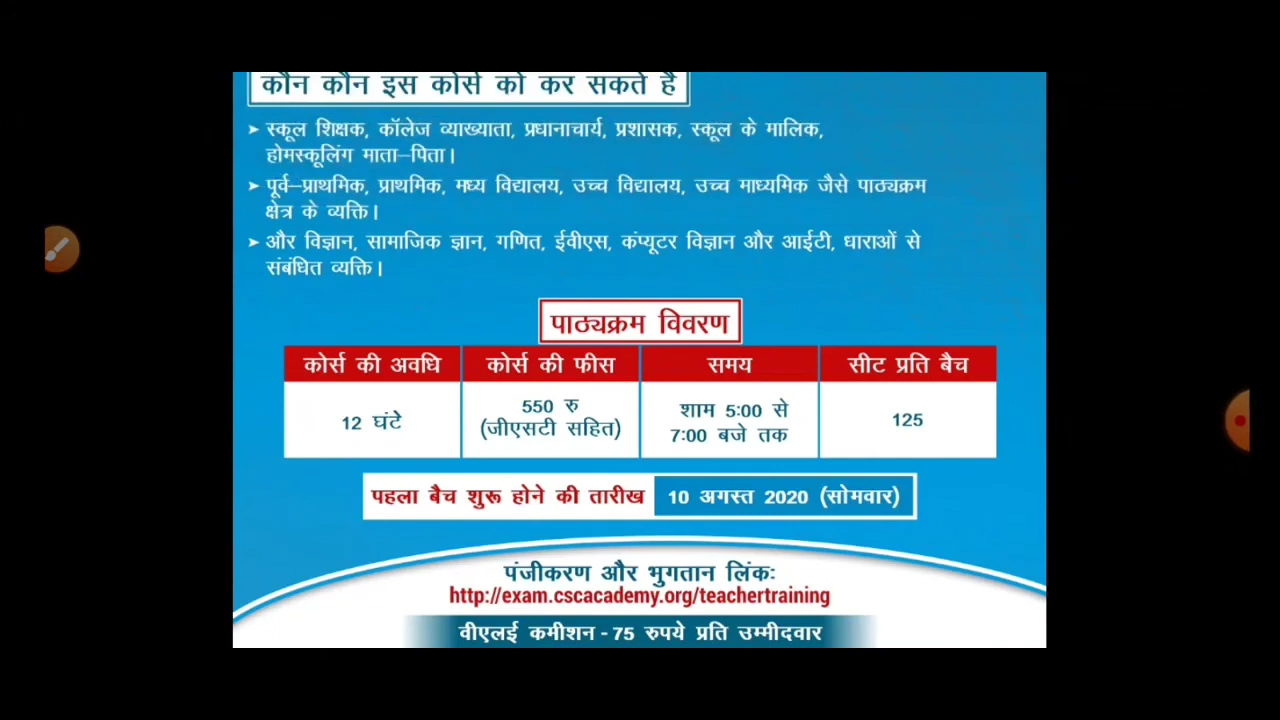 कौन कौन इस कोर्स को कर सकते है
➤ स्कूल शिक्षक, कॉलेज व्याख्याता, प्रधानाचार्य, प्रशासक, स्कूल के मालिक,
होमस्कूलिंग माता–पिता।
➤ पूर्व–प्राथमिक, प्राथमिक, मध्य विद्यालय, उच्च विद्यालय, उच्च माध्यमिक जैसे पाठ्यक्रम
क्षेत्र के व्यक्ति।
➤ और विज्ञान, सामाजिक ज्ञान, गणित, ईवीएस, कंप्यूटर विज्ञान और आईटी, धाराओं से
संबंधित व्यक्ति।
पाठ्यक्रम विवरण
कोर्स की अवधि कोर्स की फीस समय सीट प्रति बैच
12 घंटे
550 रु
(जीएसटी सहित)
शाम 5:00 से
7:00 बजे तक
125
पहला बैच शुरू होने की तारीख 10 अगस्त 2020 (सोमवार)
पंजीकरण और भुगतान लिंक:
http://exam.cscacademy.org/teachertraining
वीएलई कमीशन - 75 रुपये प्रति उम्मीदवार